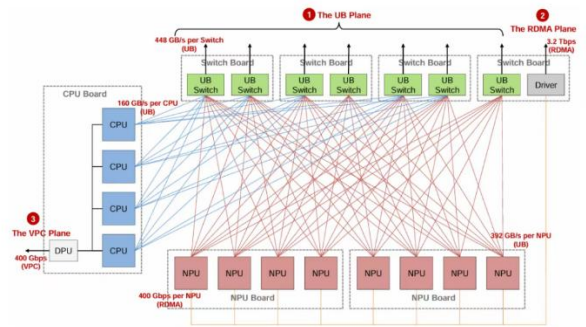 1 The UB Plane
2
The RDMA Plane
448 GB/s per Switch
(UB)
3.2 Tbps
(RDMA)
Switch Board
Switch Board
Switch Board
Switch Board
UB
Switch
UB
Switch
UB
Switch
UB
Switch
UB
Switch
UB
Switch
UB
Switch
Driver
CPU Board
160 GB/s per CPU
(UB)
CPU
CPU
CPU
CPU
3
The VPC Plane
DPU
400 Gbps
(VPC)
392 GB/s per NPU
(UB)
NPU
NPU
NPU
NPU
NPU
NPU
NPU
NPU
400 Gbps per NPU
(RDMA)
NPU Board
NPU Board